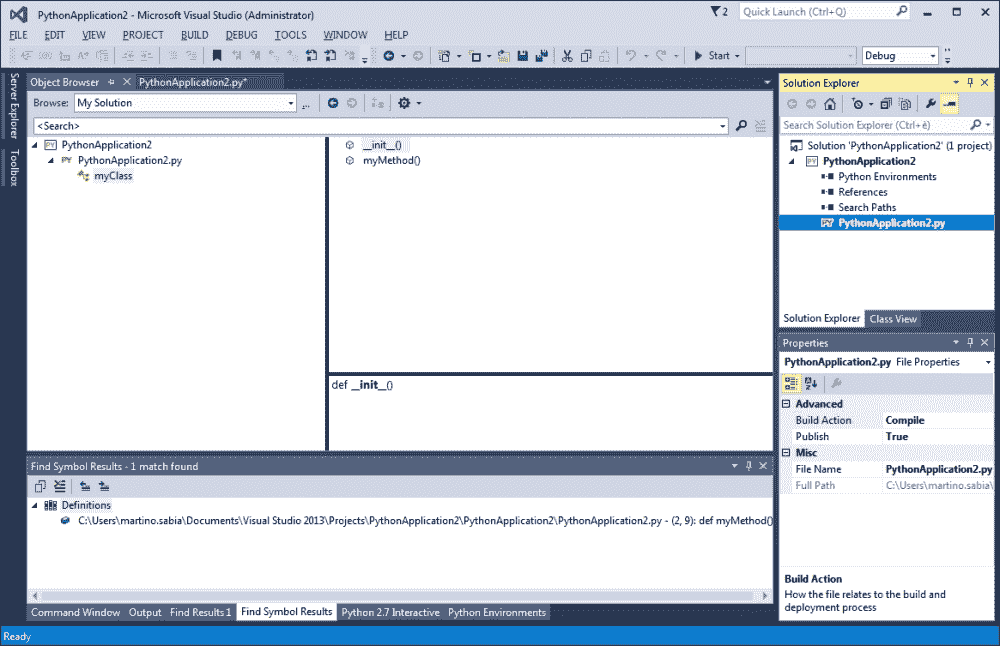 PythonApplication2 - Microsoft Visual Studio (Administrator)
2
Quick Launch (Ctrl+Q)
FILE EDIT VIEW PROJECT BUILD DEBUG TOOLS WINDOW HELP
Start Debug
Server Explorer
Toolbox
Object Browser PythonApplication2.py*
Browse: My Solution ...
<Search>
PythonApplication2
PythonApplication2.py
myClass
__init__()
myMethod()
def __init__()
Find Symbol Results - 1 match found
Definitions
C:\Users\martino.sabia\Documents\Visual Studio 2013\Projects\PythonApplication2\PythonApplication2\PythonApplication2.py - (2, 9): def myMethod()
Command Window Output Find Results 1 Find Symbol Results Python 2.7 Interactive Python Environments
Solution Explorer
Search Solution Explorer (Ctrl+è)
Solution 'PythonApplication2' (1 project)
PythonApplication2
Python Environments
References
Search Paths
PythonApplication2.py
Solution Explorer Class View
Properties
PythonApplication2.py File Properties
Advanced
Build Action Compile
Publish True
Misc
File Name PythonApplication2.py
Full Path C:\Users\martino.sabia\
Build Action
How the file relates to the build and
deployment process
Ready